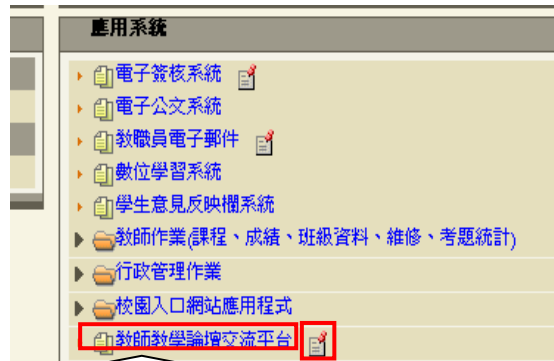 應用系統
電子簽核系統
電子公文系統
教職員電子郵件
數位學習系統
學生意見反映欄系統
教師作業(課程、成績、班級資料、維修、考題統計)
行政管理作業
校園入口網站應用程式
教師教學論壇交流平台